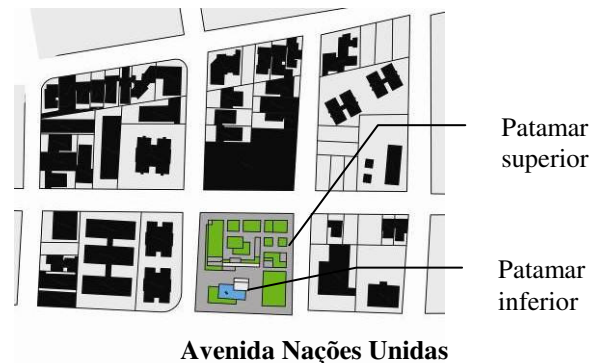 Patamar
superior
Patamar
inferior
Avenida Nações Unidas